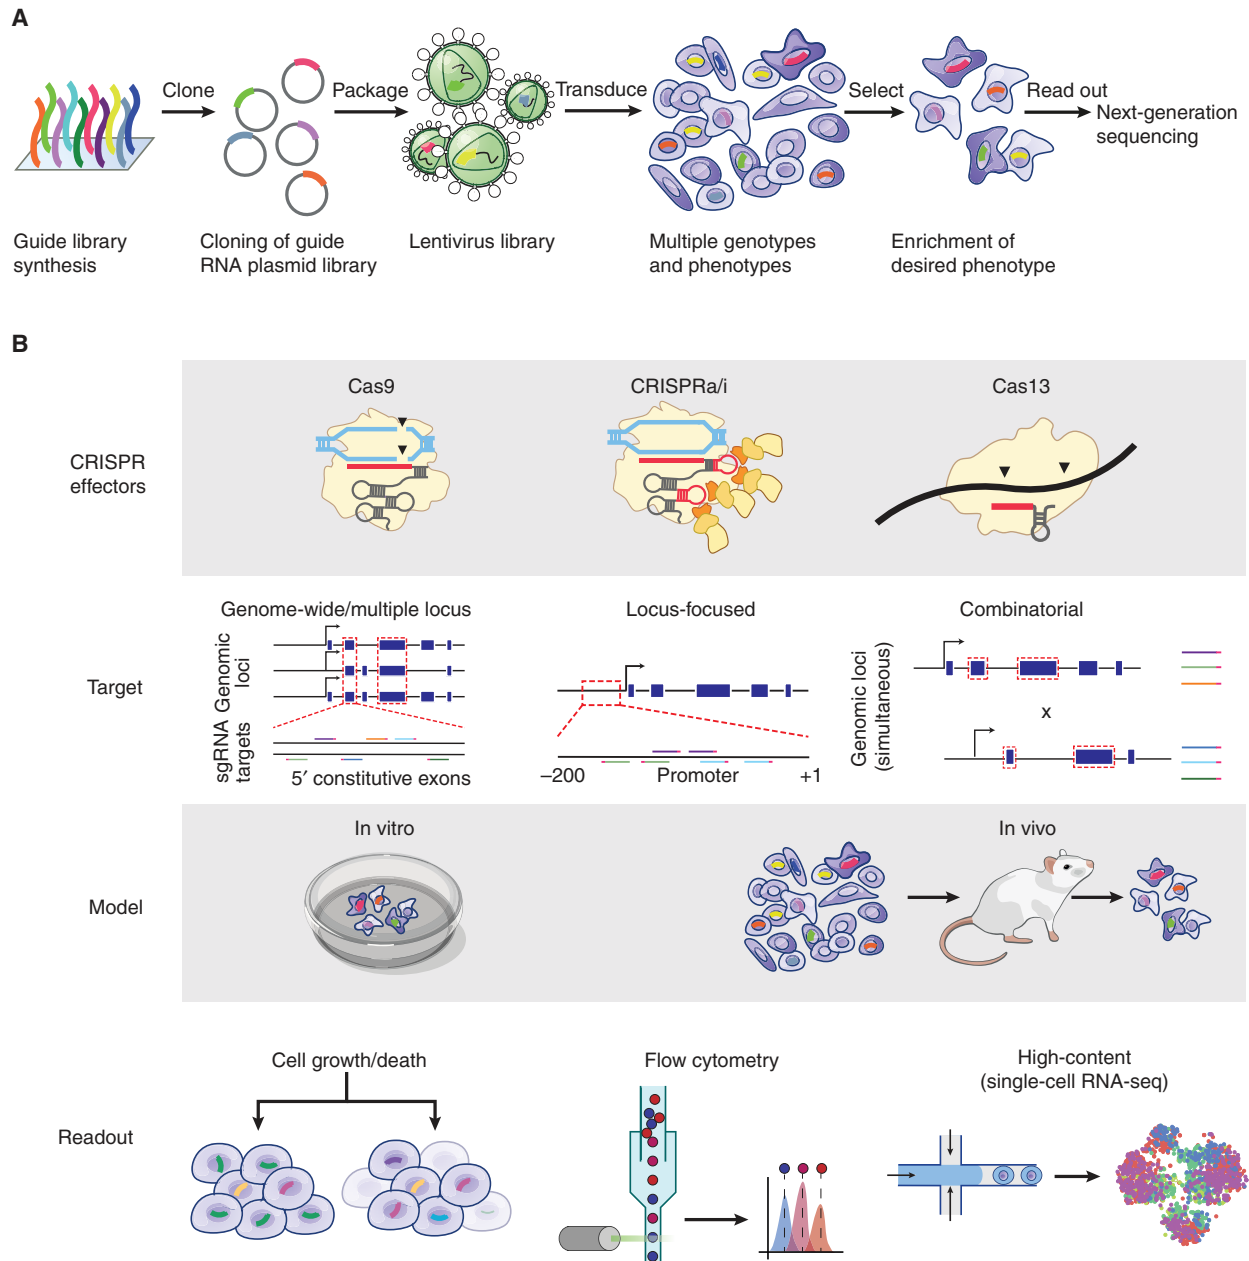 A
Clone
Package
Transduce
Select
Read out
Next-generation
sequencing
Guide library
synthesis
Cloning of guide
RNA plasmid library
Lentivirus library
Multiple genotypes
and phenotypes
Enrichment of
desired phenotype
B
CRISPR
effectors
Cas9
CRISPRa/i
Cas13
Target
Genome-wide/multiple locus
Genomic
loci
sgRNA
targets
5′ constitutive exons
Locus-focused
–200
Promoter
+1
Combinatorial
Genomic loci
(simultaneous)
x
Model
In vitro
In vivo
Readout
Cell growth/death
Flow cytometry
High-content
(single-cell RNA-seq)